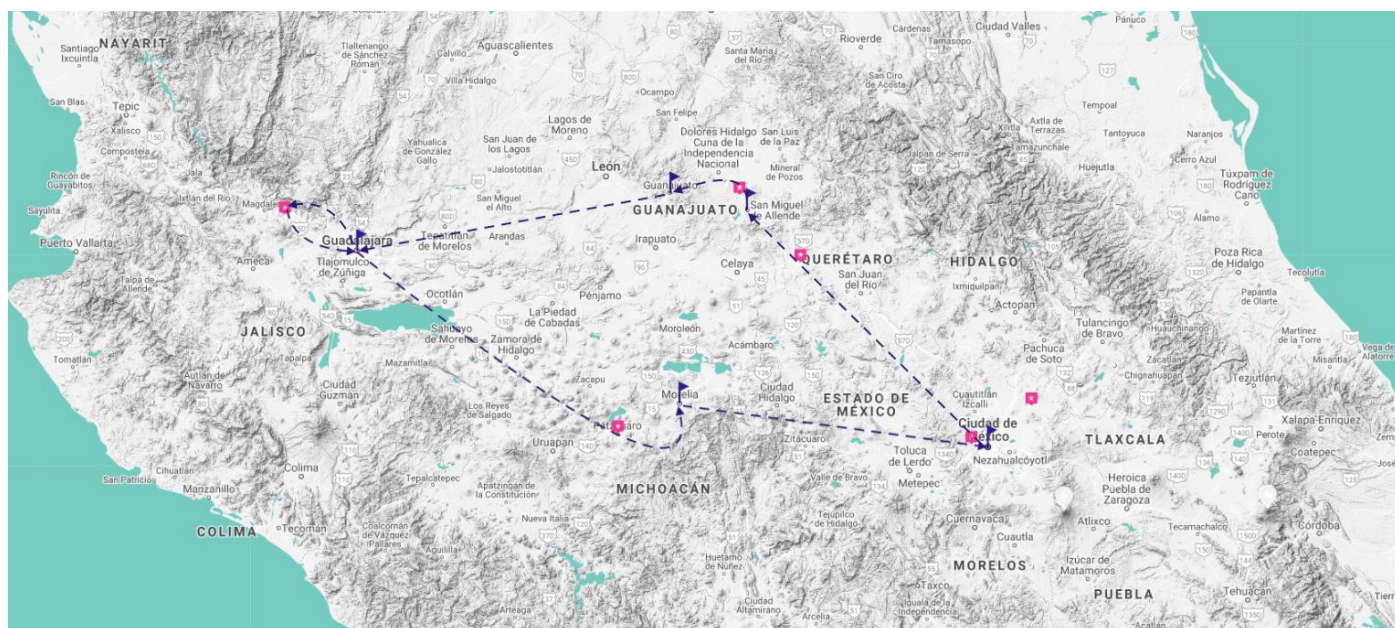 NAYARIT
Santiago
Ixcuintla
Tlaltenango
de Sánchez
Román
Calvillo
Aguascalientes
Villa Hidalgo
Ocampo
San Felipe
Santa María
del Río
Rioverde
Cárdenas
Tamasopo
Ciudad Valles
Pánuco
San Ciro
de Acosta
Tempoal
San Blas
Tepic
Xalisco
Compostela
Jala
Ixtlán del Río
Rincón de
Guayabitos
Sayulita
Puerto Vallarta
Yahualica
de González
Gallo
San Juan de
los Lagos
Lagos de
Moreno
Jalostotitlán
León
Dolores Hidalgo
Cuna de la
Independencia
Nacional
San Luis
de la Paz
Mineral
de Pozos
Jalpan de Serra
Xilitla
Axtla de
Terrazas
Tamazunchale
Tantoyuca
Huejutla
Naranjos
Cerro Azul
Túxpam de
Rodríguez
Cano
Álamo
Guanajuato
GUANAJUATO
San Miguel
de Allende
San Miguel
el Alto
Arandas
Tepatitlán
de Morelos
Guadalajara
Tlajomulco
de Zúñiga
Ameca
Irapuato
Celaya
QUERÉTARO
San Juan
del Río
HIDALGO
Ixmiquilpan
Actopan
Poza Rica
de Hidalgo
Tecolutla
Papantla
de Olarte
Talpa de
Allende
Ocotlán
Pénjamo
La Piedad
de Cabadas
JALISCO
Sahuayo
de Morelos
Zamora de
Hidalgo
Moroleón
Acámbaro
Tulancingo
de Bravo
Huauchinango
Pachuca
de Soto
Zacatlán
Chignahuapan
Martínez
de la Torre
Misantla
Vega de
Alatorre
Teziutlán
Tomatlán
Tapalpa
Mazamitla
Autlán de
Navarro
Ciudad
Guzmán
Zacapu
Morelia
Ciudad
Hidalgo
ESTADO DE
MÉXICO
Cuautitlán
Izcalli
Los Reyes
de Salgado
Uruapan
Zitácuaro
Ciudad de
México
Nezahualcóyotl
Toluca
de Lerdo
Metepec
TLAXCALA
Perote
Xalapa-Enríquez
Coatepec
Cihuatlán
San Patricio
Manzanillo
Colima
Tepalcatepec
Apatzingán de
la Constitución
MICHOACÁN
Valle de Bravo
Heroica
Puebla de
Zaragoza
COLIMA
Tecomán
Coalcomán
de Vázquez
Pallares
Aguililla
Nueva Italia
Tejupilco
de Hidalgo
Cuernavaca
Cuautla
Atlixco
Tecamachalco
Córdoba
Huetamo
de Núñez
MORELOS
Izúcar de
Matamoros
Tehuacán
PUEBLA
Taxco
Iguala de la
Independencia
Arteaga
Ciudad
Altamirano
Arcelia
Acatlán